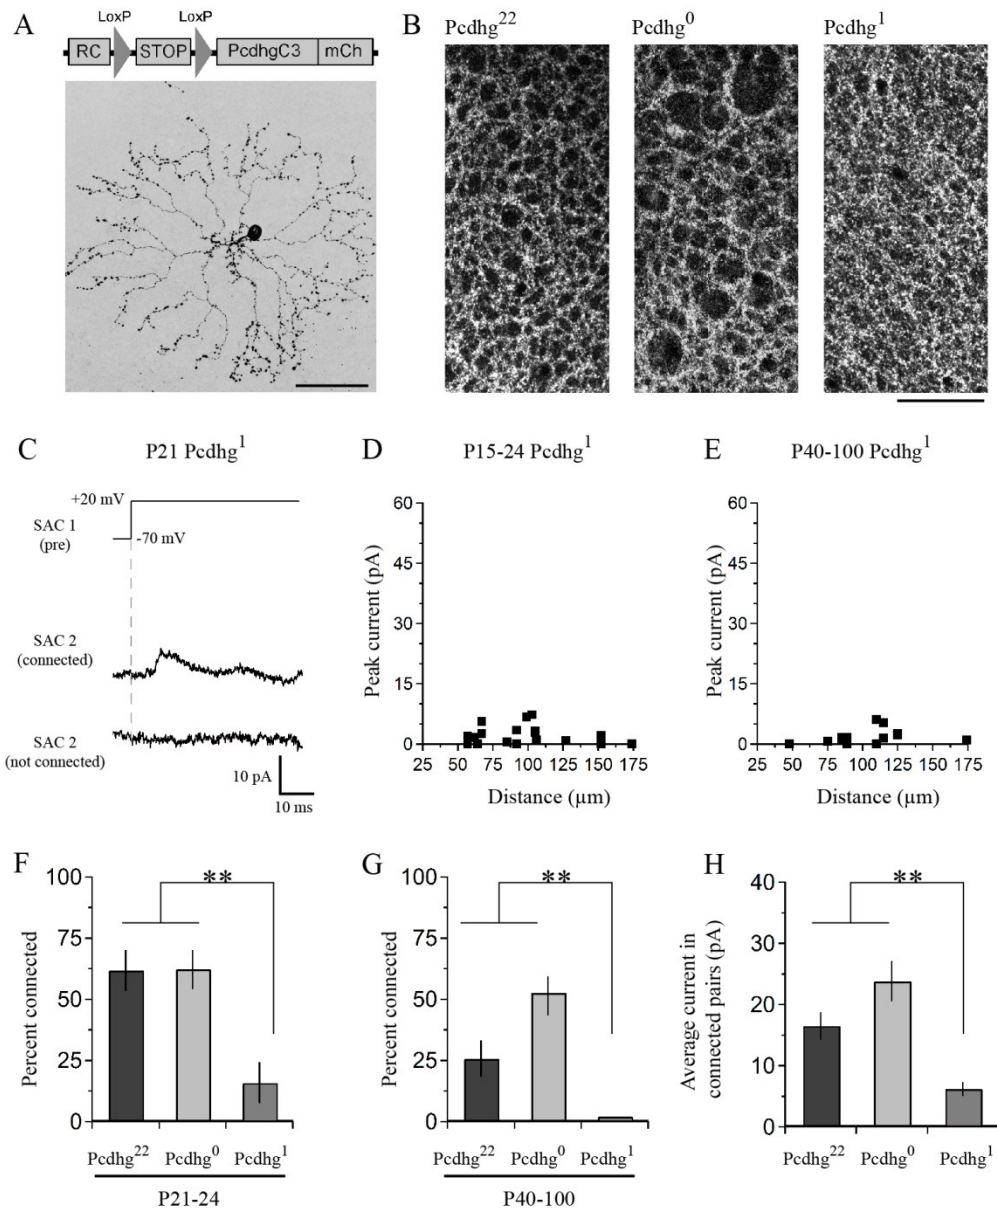 A
LoxP LoxP
RC STOP PcdhgC3 mCh
B
Pcdhg22 Pcdhg0 Pcdhg1
C P21 Pcdhg1
+20 mV
SAC 1
(pre)
-70 mV
SAC 2
(connected)
SAC 2
(not connected)
10 pA
10 ms
D P15-24 Pcdhg1
Peak current (pA)
60
45
30
15
0
25 50 75 100 125 150 175
Distance (µm)
E P40-100 Pcdhg1
Peak current (pA)
60
45
30
15
0
25 50 75 100 125 150 175
Distance (µm)
F
Percent connected
100
75
50
25
0
**
Pcdhg22 Pcdhg0 Pcdhg1
P21-24
G
Percent connected
100
75
50
25
0
**
Pcdhg22 Pcdhg0 Pcdhg1
P40-100
H
Average current in
connected pairs (pA)
40
30
20
10
0
**
Pcdhg22 Pcdhg0 Pcdhg1